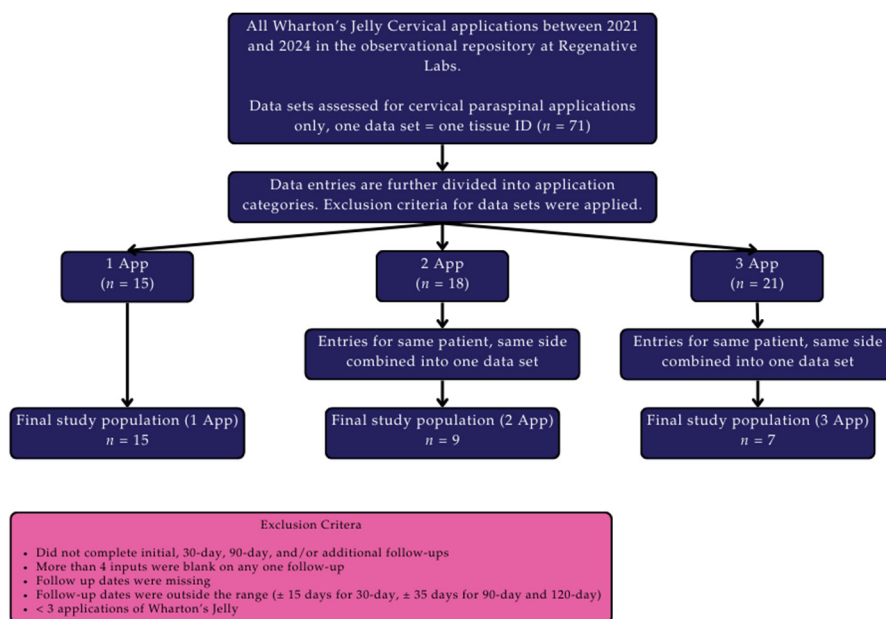 All Wharton's Jelly Cervical applications between 2021
and 2024 in the observational repository at Regenative
Labs.
Data sets assessed for cervical paraspinal applications
only, one data set = one tissue ID (n = 71)
Data entries are further divided into application
categories. Exclusion criteria for data sets were applied.
1 App
(n = 15)
2 App
(n = 18)
3 App
(n = 21)
Entries for same patient, same side
combined into one data set
Entries for same patient, same side
combined into one data set
Final study population (1 App)
n = 15
Final study population (2 App)
n = 9
Final study population (3 App)
n = 7
Exclusion Critera
• Did not complete initial, 30-day, 90-day, and/or additional follow-ups
• More than 4 inputs were blank on any one follow-up
• Follow up dates were missing
• Follow-up dates were outside the range (± 15 days for 30-day, ± 35 days for 90-day and 120-day)
• < 3 applications of Wharton's Jelly